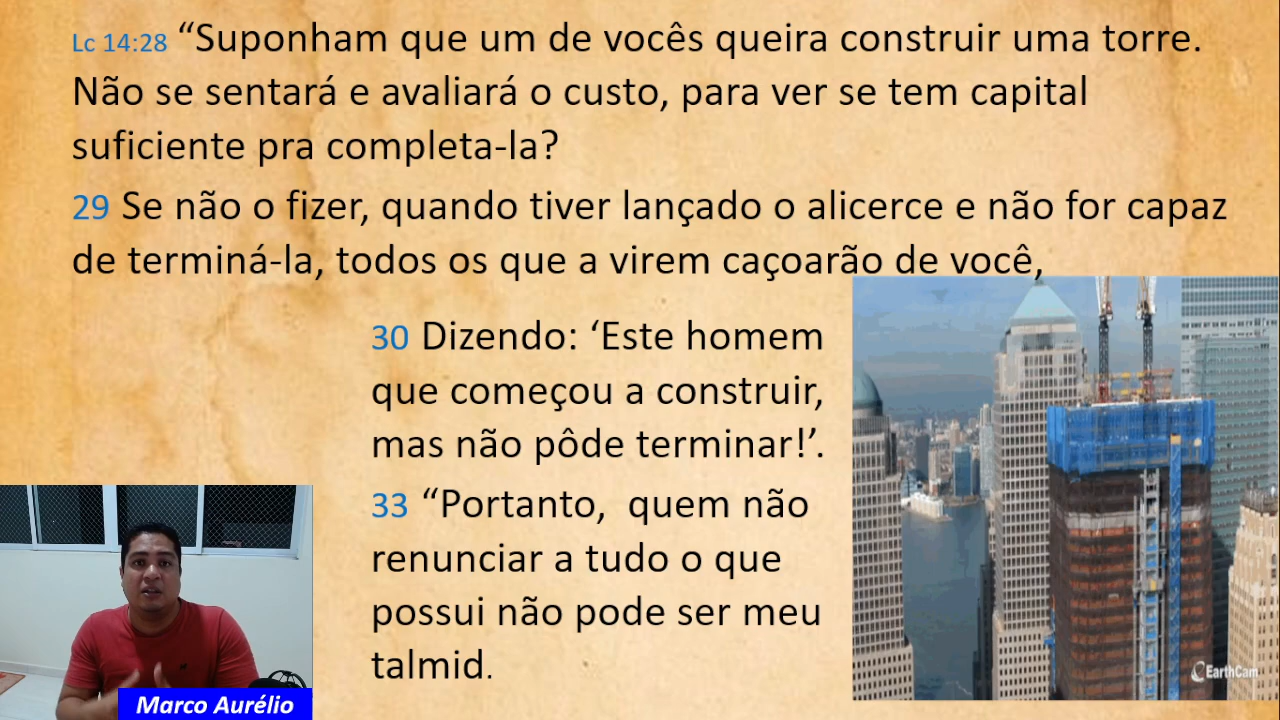 Lc 14:28 “Suponham que um de vocês queira construir uma torre.
Não se sentará e avaliará o custo, para ver se tem capital
suficiente pra completa-la?
29 Se não o fizer, quando tiver lançado o alicerce e não for capaz
de terminá-la, todos os que a virem caçoarão de você,
30 Dizendo: ‘Este homem
que começou a construir,
mas não pôde terminar!’.
33 “Portanto,  quem não
renunciar a tudo o que
possui não pode ser meu
talmid.
EarthCam
Marco Aurélio